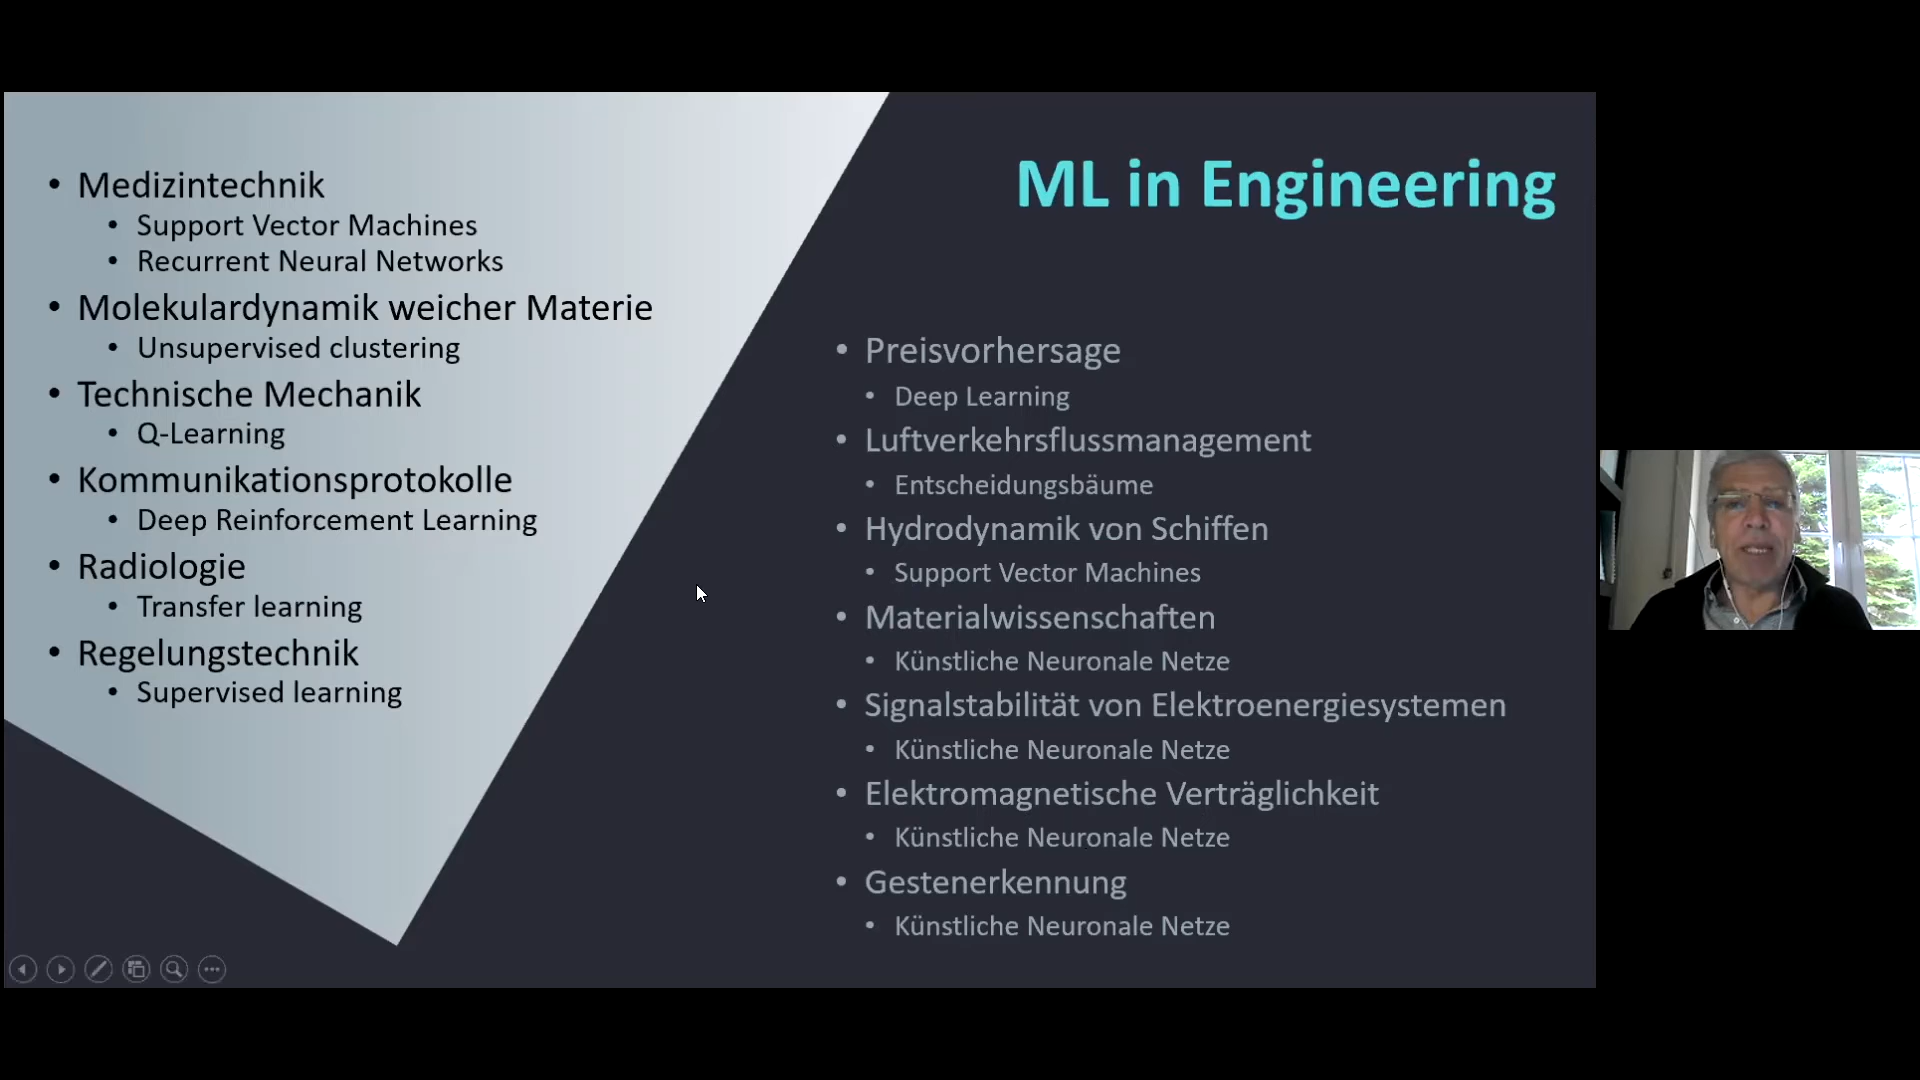 ML in Engineering
• Medizintechnik
• Support Vector Machines
• Recurrent Neural Networks
• Molekulardynamik weicher Materie
• Unsupervised clustering
• Technische Mechanik
• Q-Learning
• Kommunikationsprotokolle
• Deep Reinforcement Learning
• Radiologie
• Transfer learning
• Regelungstechnik
• Supervised learning
• Preisvorhersage
• Deep Learning
• Luftverkehrsflussmanagement
• Entscheidungsbäume
• Hydrodynamik von Schiffen
• Support Vector Machines
• Materialwissenschaften
• Künstliche Neuronale Netze
• Signalstabilität von Elektroenergiesystemen
• Künstliche Neuronale Netze
• Elektromagnetische Verträglichkeit
• Künstliche Neuronale Netze
• Gestenerkennung
• Künstliche Neuronale Netze